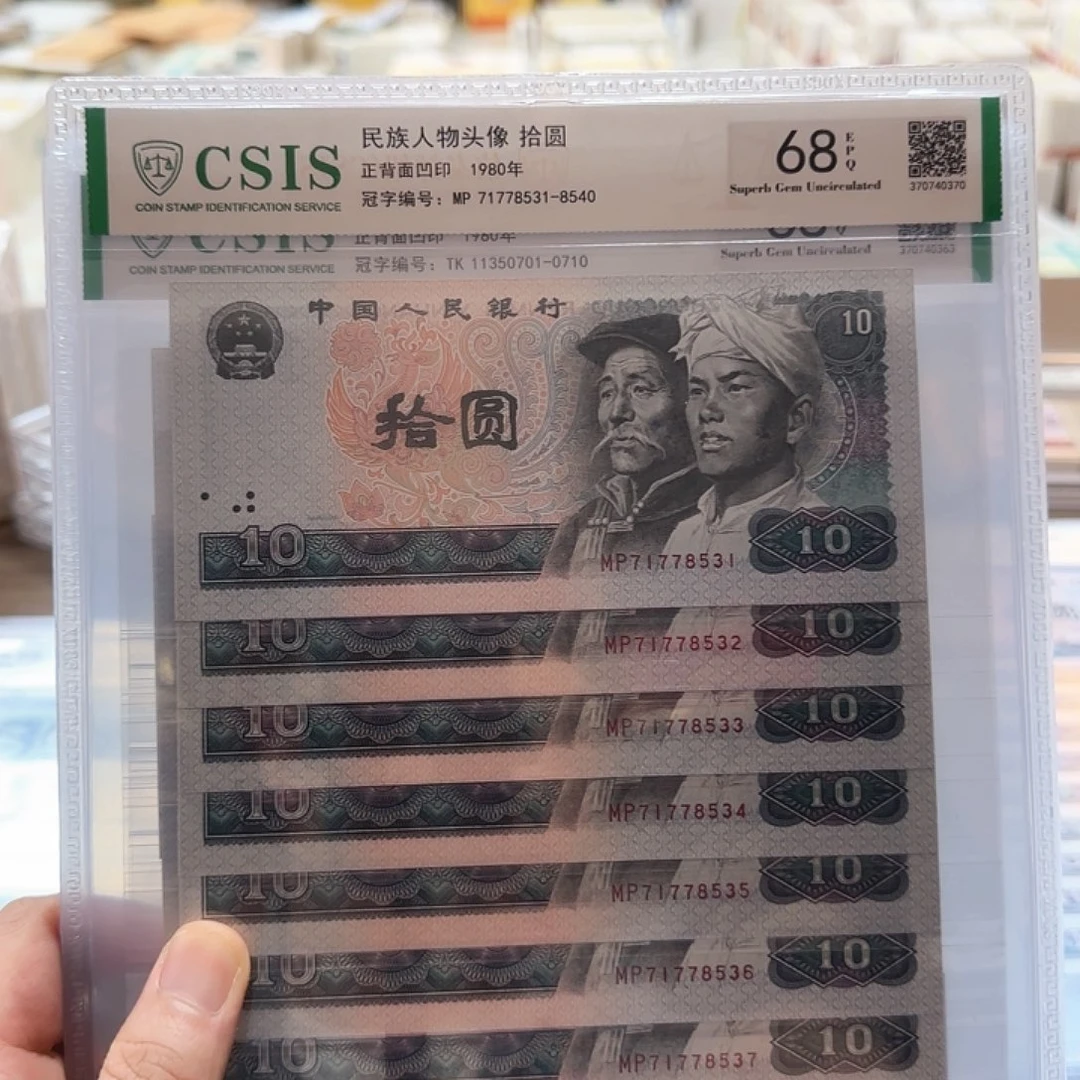 CSIS
COIN STAMP IDENTIFICATION SERVICE
民族人物头像 拾圆
正背面凹印 1980年
冠字编号：MP 71778531-8540
68
EPQ
Superb Gem Uncirculated
370740370
CSIS
正背面凹印 1980年
COIN STAMP IDENTIFICATION SERVICE
冠字编号：TK 11350701-0710
Superb Gem Uncirculated
370740363
中国人民银行
10
拾圆
10
MP71778531
10
10
MP71778532
10
10
MP71778533
10
10
MP71778534
10
10
MP71778535
10
10
MP71778536
10
10
MP71778537
10